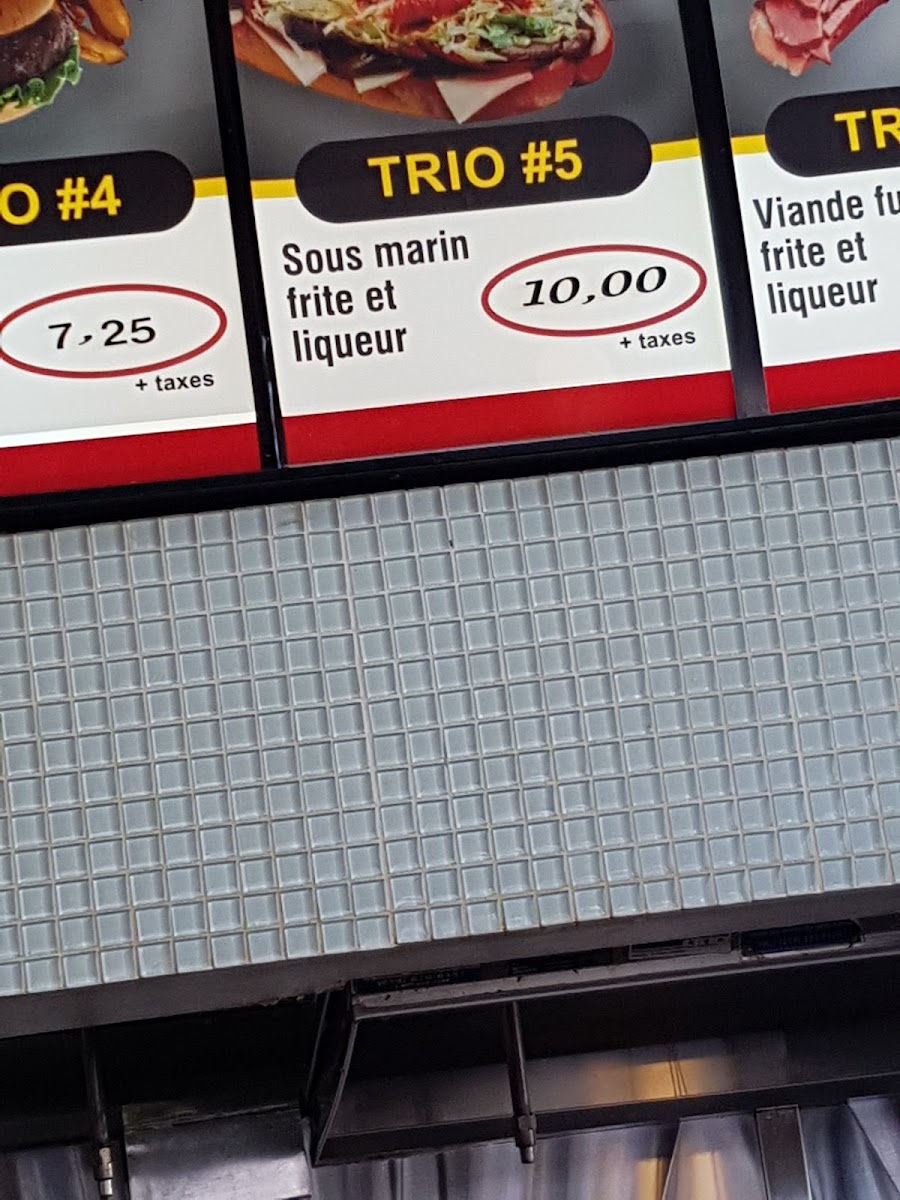 O #4
7,25
+ taxes
TRIO #5
Sous marin
frite et
liqueur
10,00
+ taxes
TR
Viande fu
frite et
liqueur